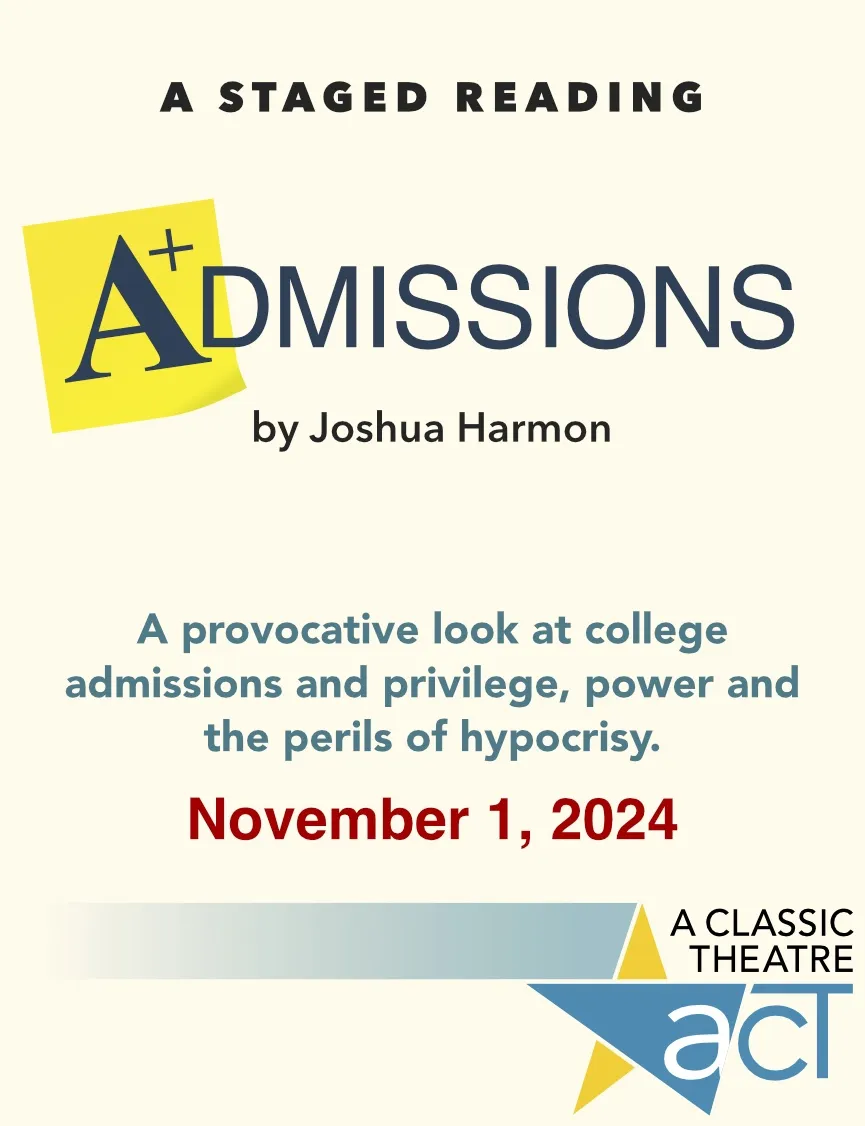 A STAGED READING
A+DMISSIONS
by Joshua Harmon
A provocative look at college
admissions and privilege, power and
the perils of hypocrisy.
November 1, 2024
A CLASSIC
THEATRE
acT